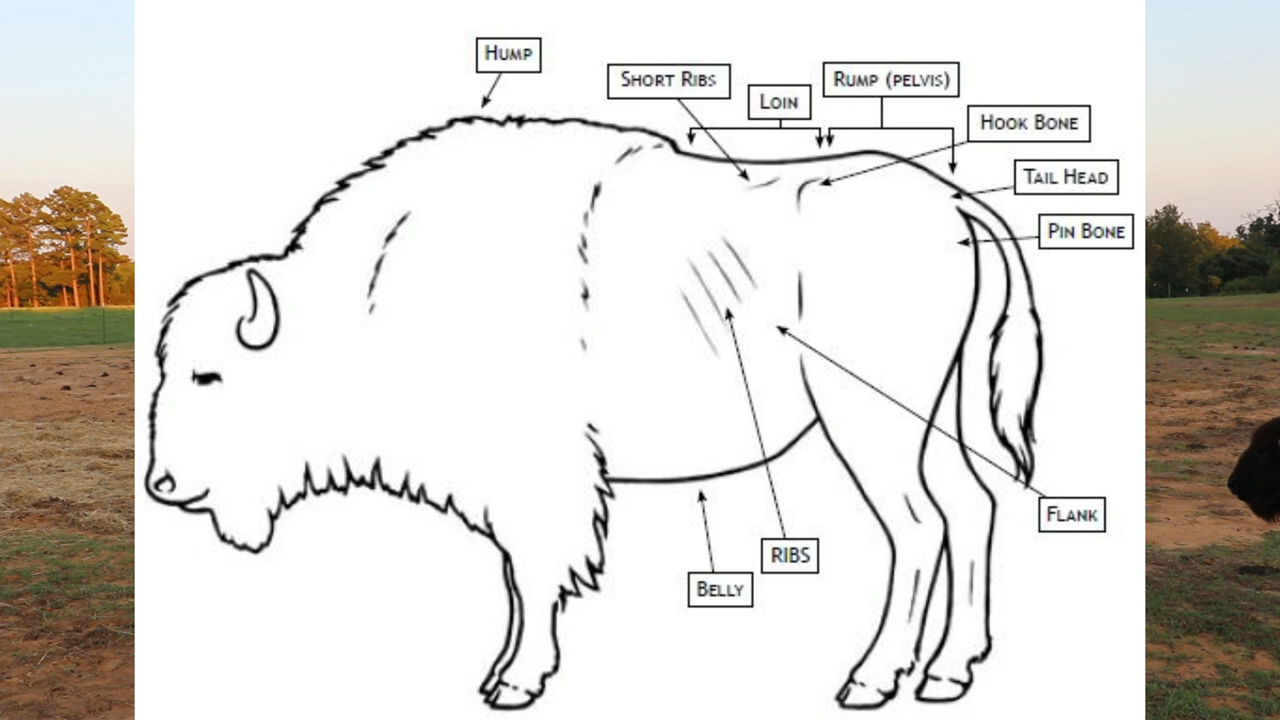 Hump
Short Ribs
Loin
Rump (pelvis)
Hook Bone
Tail Head
Pin Bone
Flank
RIBS
Belly